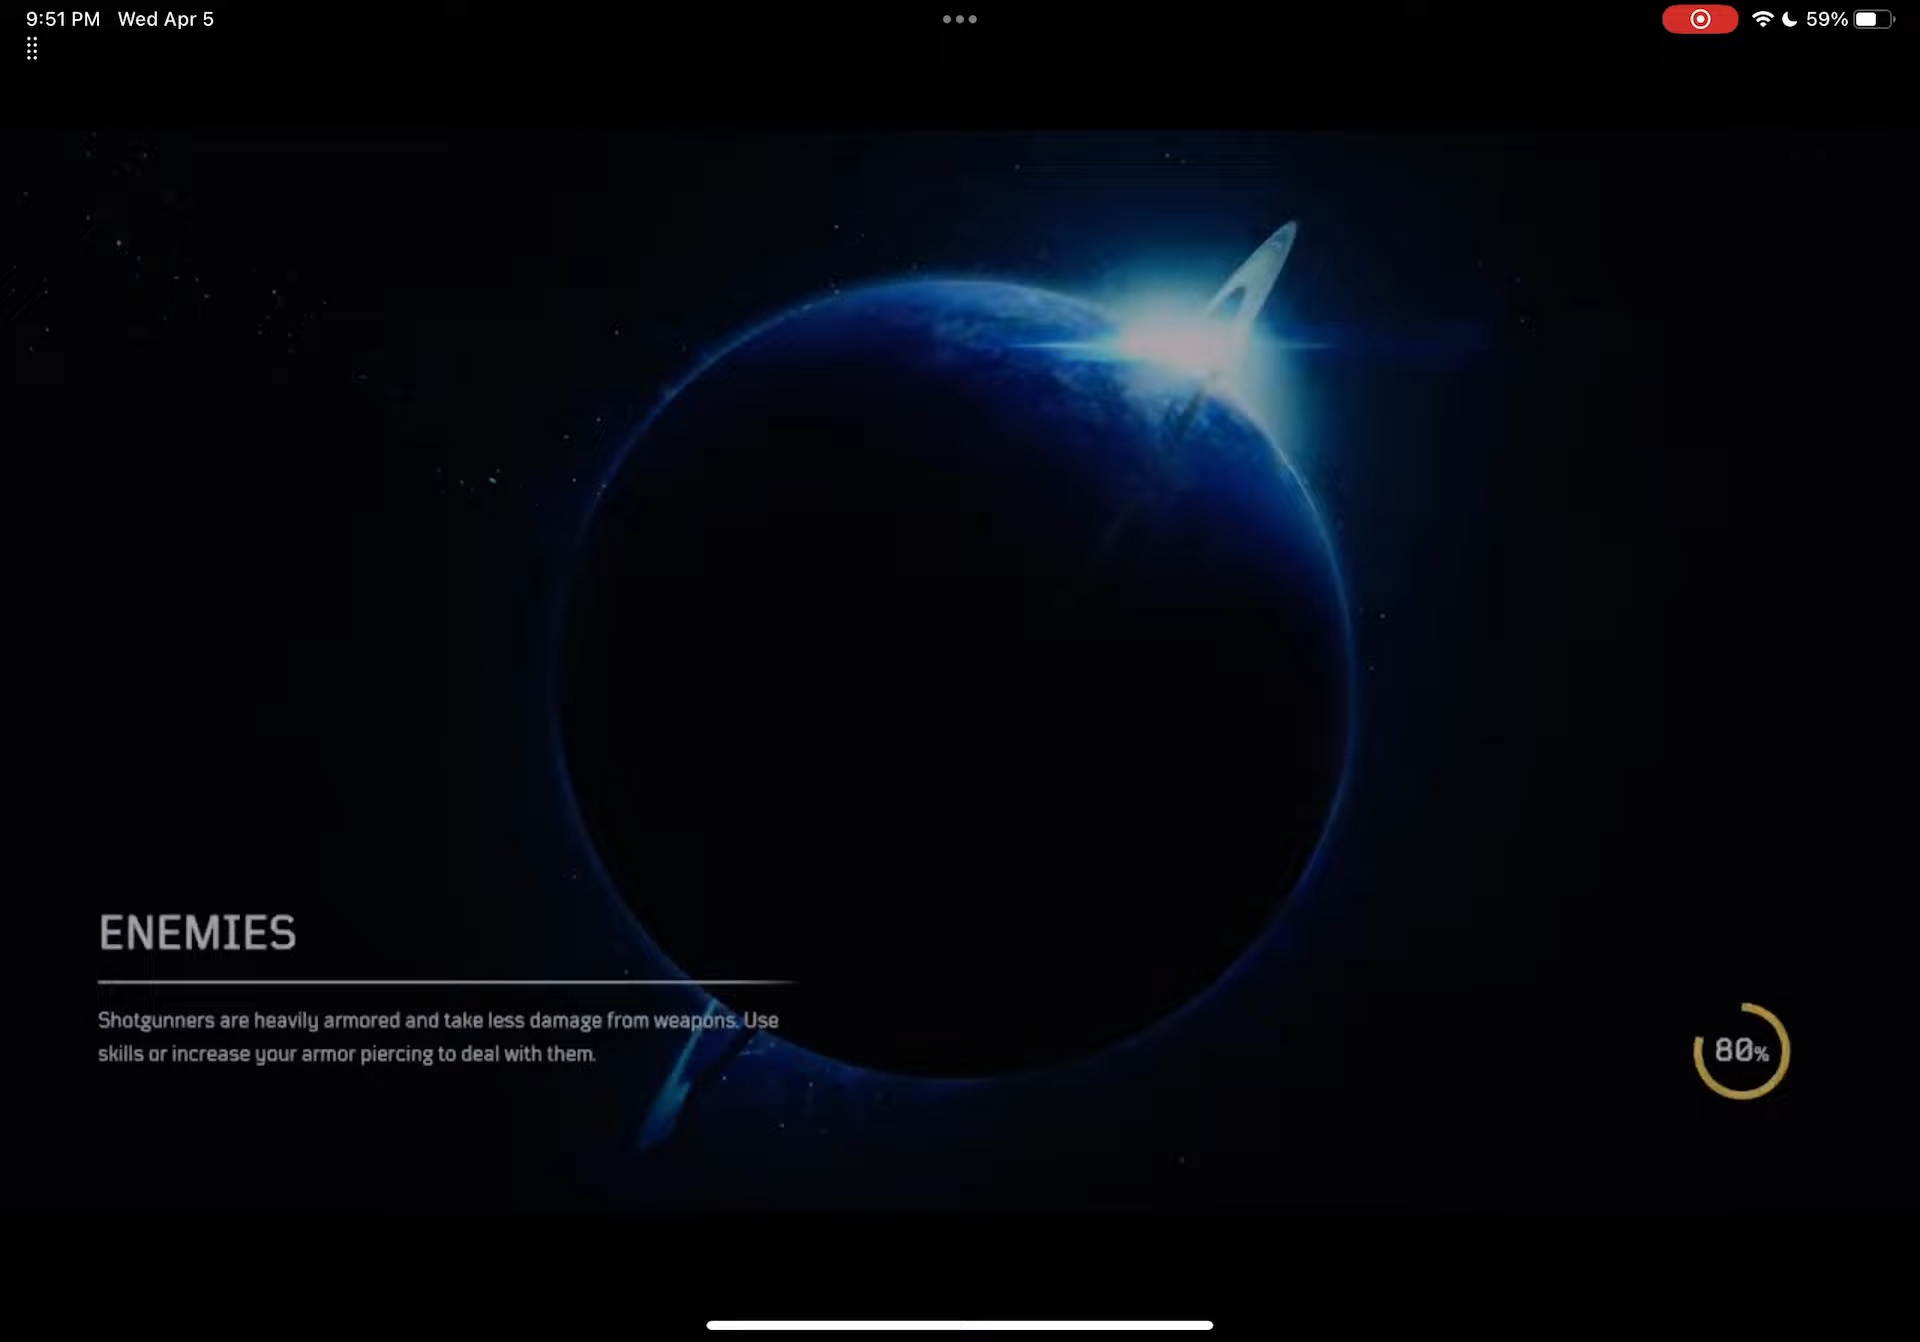 9:51 PM Wed Apr 5
59%
ENEMIES
Shotgunners are heavily armored and take less damage from weapons. Use
skills or increase your armor piercing to deal with them.
80%